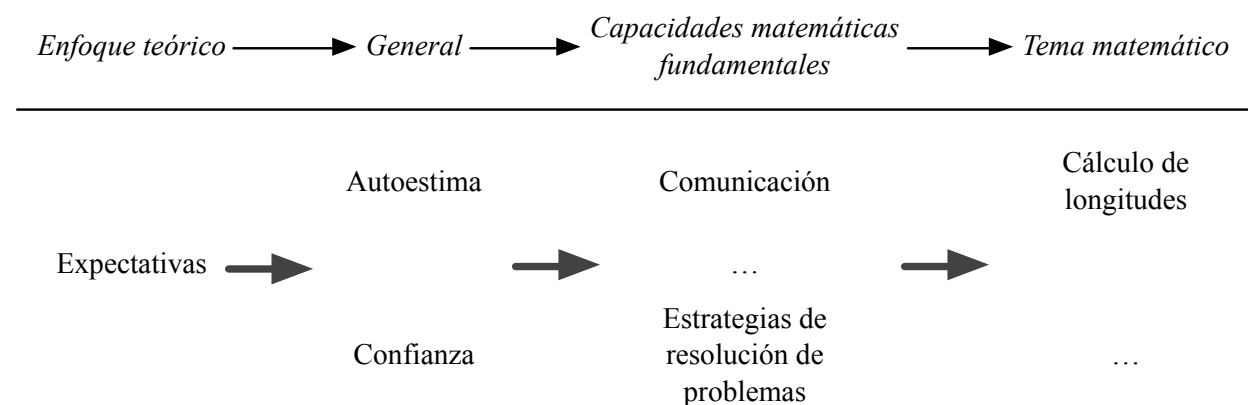 Enfoque teórico General Capacidades matemáticas Tema matemático
fundamentales
Autoestima Comunicación Cálculo de
longitudes
Expectativas …
Confianza Estrategias de
resolución de
problemas …